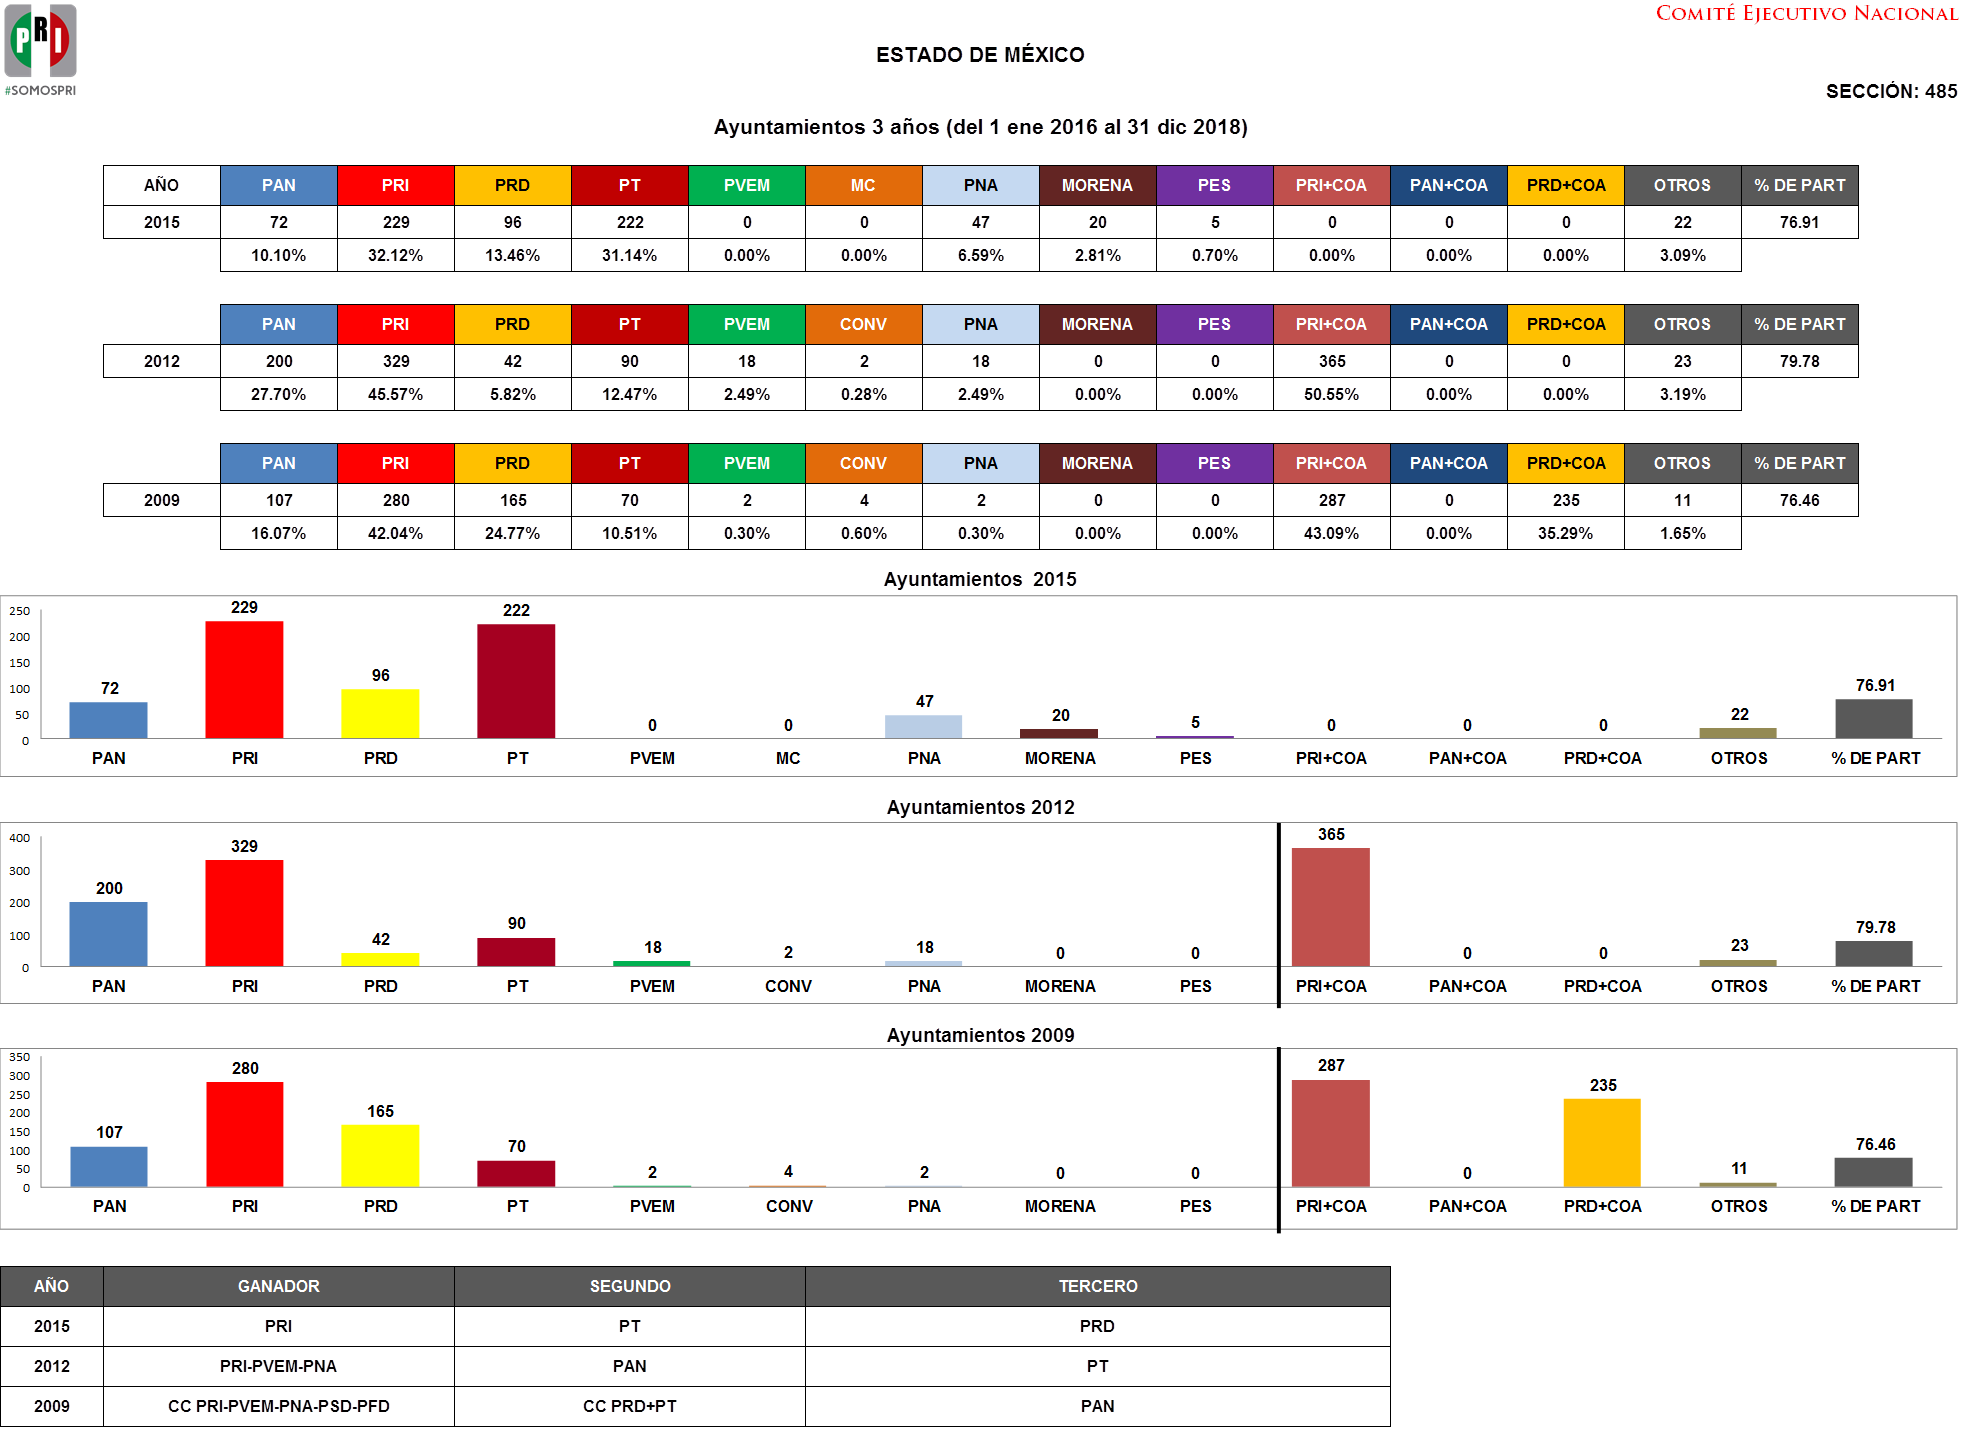 PRI
#SOMOSPRI
COMITÉ EJECUTIVO NACIONAL
ESTADO DE MÉXICO
SECCIÓN: 485
Ayuntamientos 3 años (del 1 ene 2016 al 31 dic 2018)
AÑO PAN PRI PRD PT PVEM MC PNA MORENA PES PRI+COA PAN+COA PRD+COA OTROS % DE PART
2015 72 229 96 222 0 0 47 20 5 0 0 0 22 76.91
10.10% 32.12% 13.46% 31.14% 0.00% 0.00% 6.59% 2.81% 0.70% 0.00% 0.00% 0.00% 3.09%
PAN PRI PRD PT PVEM CONV PNA MORENA PES PRI+COA PAN+COA PRD+COA OTROS % DE PART
2012 200 329 42 90 18 2 18 0 0 365 0 0 23 79.78
27.70% 45.57% 5.82% 12.47% 2.49% 0.28% 2.49% 0.00% 0.00% 50.55% 0.00% 0.00% 3.19%
PAN PRI PRD PT PVEM CONV PNA MORENA PES PRI+COA PAN+COA PRD+COA OTROS % DE PART
2009 107 280 165 70 2 4 2 0 0 287 0 235 11 76.46
16.07% 42.04% 24.77% 10.51% 0.30% 0.60% 0.30% 0.00% 0.00% 43.09% 0.00% 35.29% 1.65%
Ayuntamientos 2015
250
200
150
100
50
0
72 229 96 222 0 0 47 20 5 0 0 0 22 76.91
PAN PRI PRD PT PVEM MC PNA MORENA PES PRI+COA PAN+COA PRD+COA OTROS % DE PART
Ayuntamientos 2012
400
300
200
100
0
200 329 42 90 18 2 18 0 0 365 0 0 23 79.78
PAN PRI PRD PT PVEM CONV PNA MORENA PES PRI+COA PAN+COA PRD+COA OTROS % DE PART
Ayuntamientos 2009
350
300
250
200
150
100
50
0
107 280 165 70 2 4 2 0 0 287 0 235 11 76.46
PAN PRI PRD PT PVEM CONV PNA MORENA PES PRI+COA PAN+COA PRD+COA OTROS % DE PART
AÑO GANADOR SEGUNDO TERCERO
2015 PRI PT PRD
2012 PRI-PVEM-PNA PAN PT
2009 CC PRI-PVEM-PNA-PSD-PFD CC PRD+PT PAN